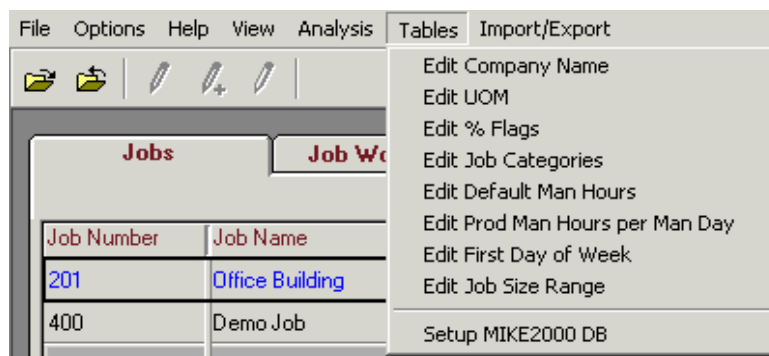 File Options Help View Analysis Tables Import/Export
Edit Company Name
Edit UOM
Edit % Flags
Edit Job Categories
Edit Default Man Hours
Edit Prod Man Hours per Man Day
Edit First Day of Week
Edit Job Size Range
Setup MIKE2000 DB
Jobs Job Wo
Job Number Job Name
201 Office Building
400 Demo Job